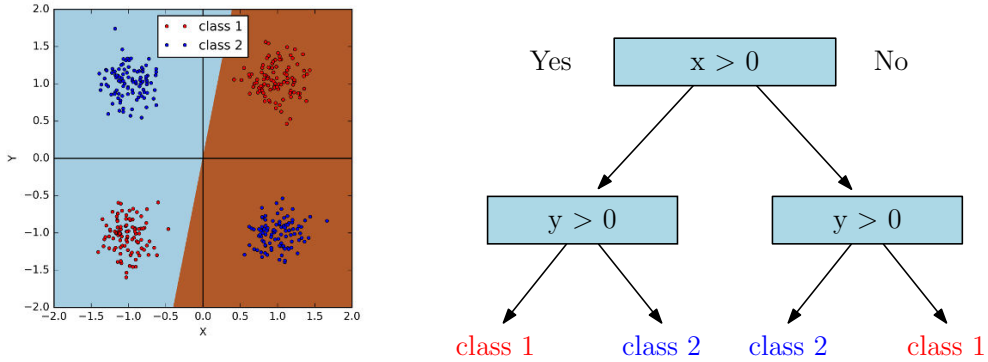 class 1
class 2
2.0
1.5
1.0
0.5
0.0
−0.5
−1.0
−1.5
−2.0
Y
−2.0 −1.5 −1.0 −0.5 0.0 0.5 1.0 1.5 2.0
X
Yes x > 0 No
y > 0 y > 0
class 1 class 2 class 2 class 1